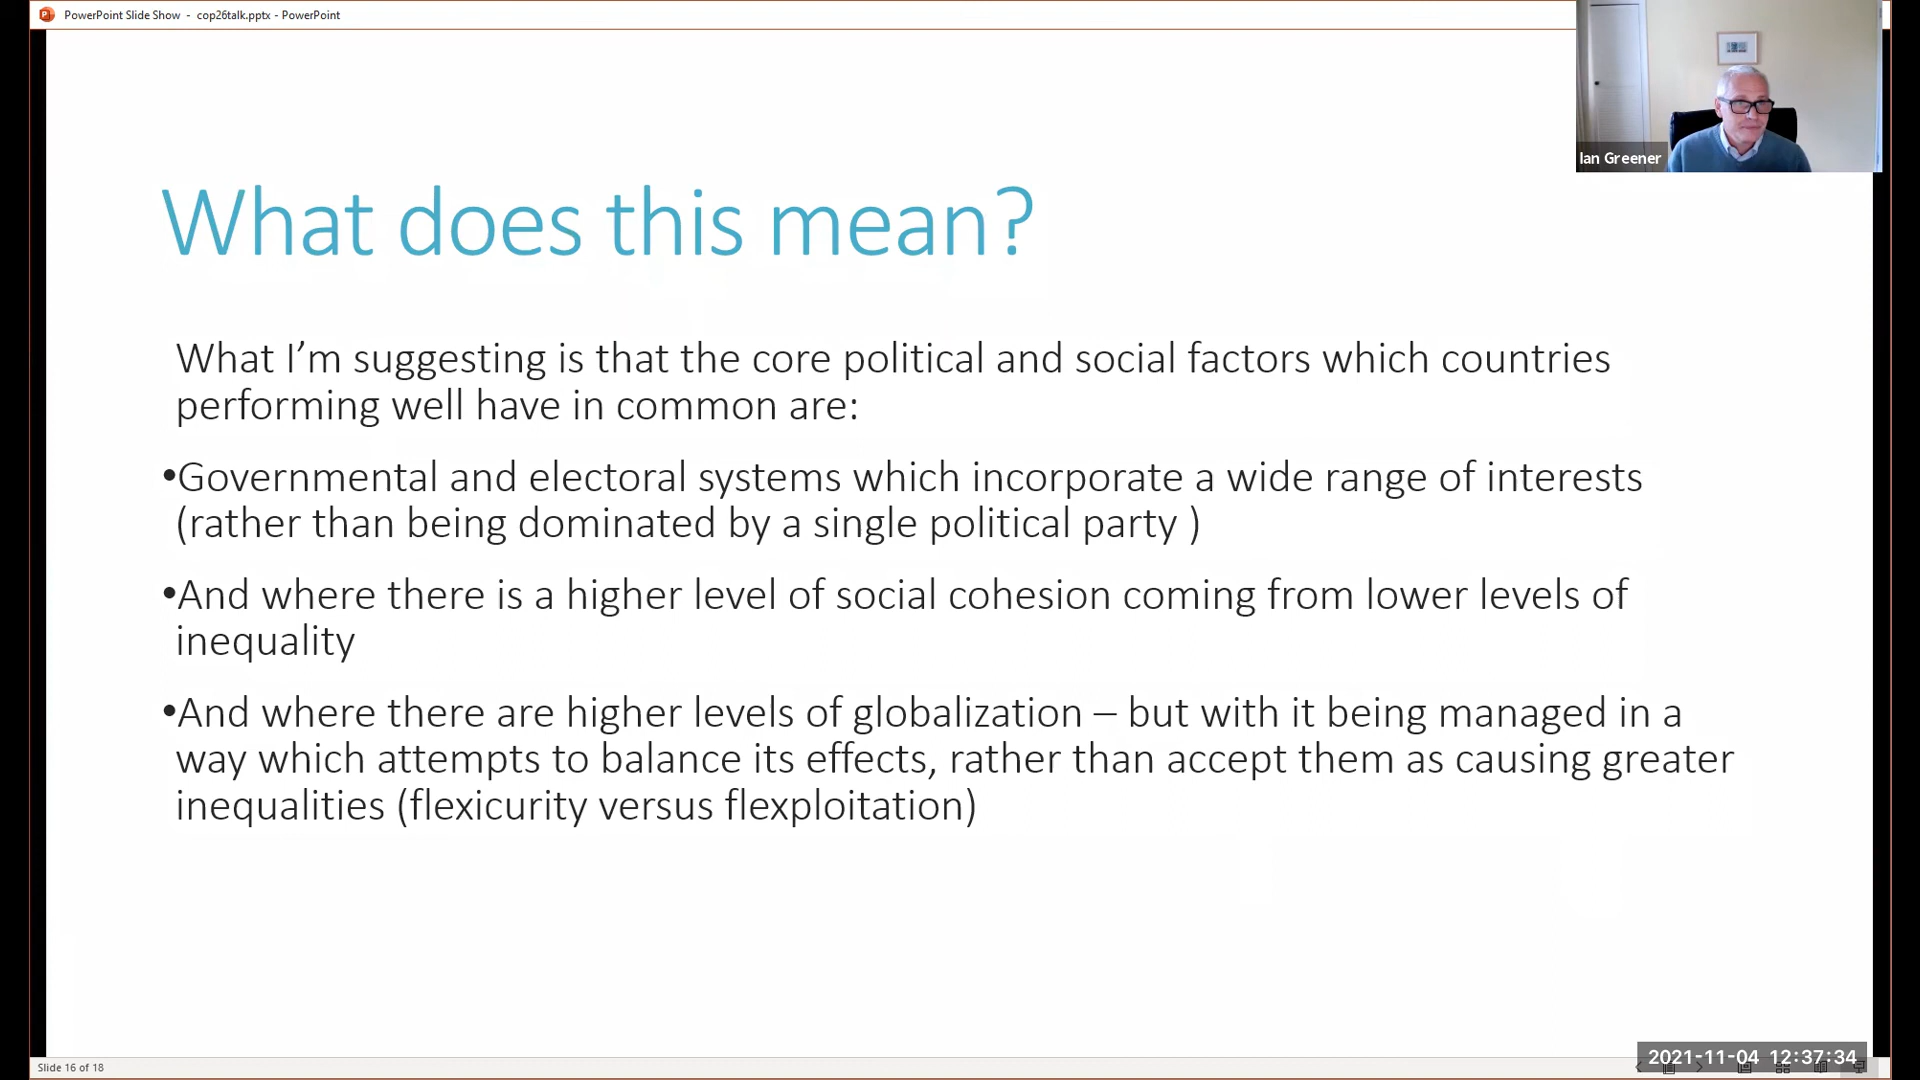 PowerPoint Slide Show - cop26talk.pptx - PowerPoint
Ian Greener
What does this mean?
What I’m suggesting is that the core political and social factors which countries
performing well have in common are:
•Governmental and electoral systems which incorporate a wide range of interests
(rather than being dominated by a single political party )
•And where there is a higher level of social cohesion coming from lower levels of
inequality
•And where there are higher levels of globalization – but with it being managed in a
way which attempts to balance its effects, rather than accept them as causing greater
inequalities (flexicurity versus flexploitation)
Slide 16 of 18
2021-11-04 12:37:34